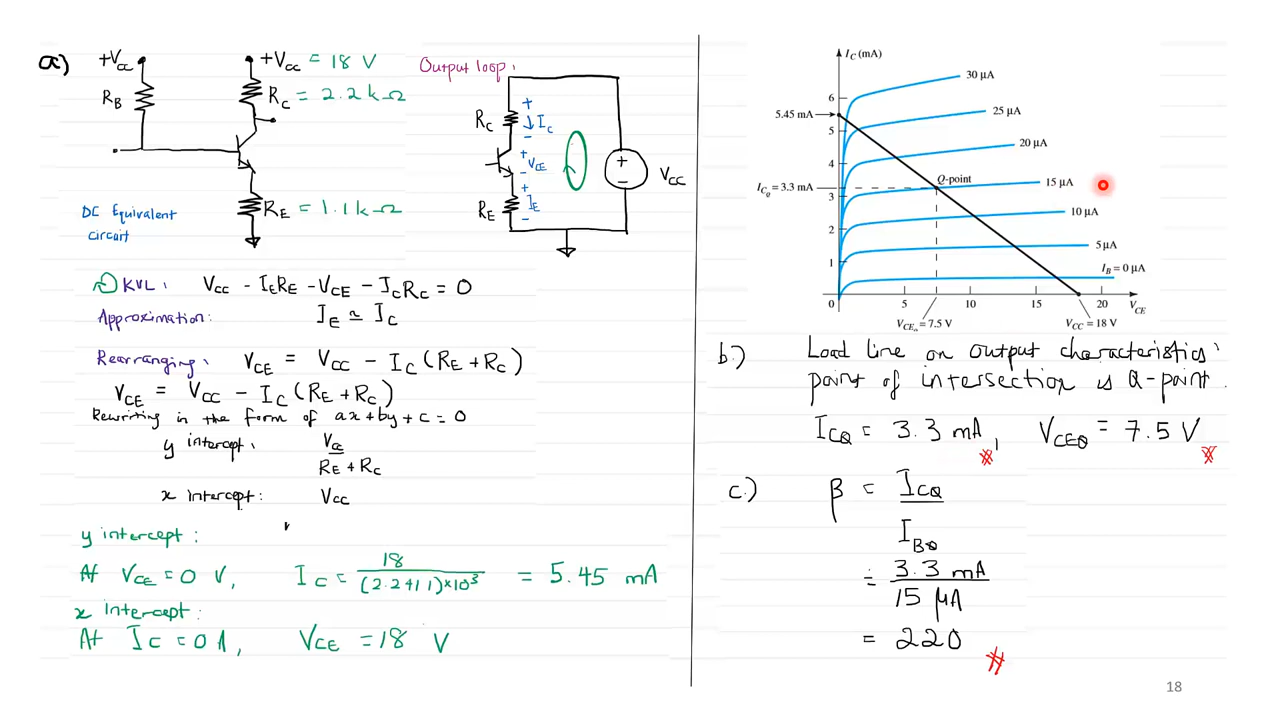 a)
+Vcc
+Vcc = 18 V
Output loop:
RB
Rc = 2.2kΩ
RE = 1.1kΩ
DC Equivalent
circuit
+
Rc
↓ Ic
-
+
VCE
-
+
RE
IE
-
+
-
Vcc
KVL: Vcc - IERE - VCE - IcRc = 0
Approximation: IE ≃ Ic
Rearranging: VCE = Vcc - Ic (RE + Rc)
VCE = Vcc - Ic (RE + Rc)
Rewriting in the form of ax + by + c = 0
y intercept: Vcc
RE + Rc
x intercept: Vcc
y intercept:
At VCE = 0 V, Ic = 18 / (2.2+1.1)×10³ = 5.45 mA
x intercept:
At Ic = 0 A, VCE = 18 V
IC (mA)
30 µA
6
25 µA
5.45 mA
5
20 µA
4
Q-point
15 µA
ICQ = 3.3 mA
3
10 µA
2
5 µA
1
IB = 0 µA
0 5 10 15 20 VCE
VCEQ = 7.5 V
VCC = 18 V
b.) Load line on output characteristics:
point of intersection is Q-point.
ICQ = 3.3 mA, VCEQ = 7.5 V
c.) β = ICQ
IBQ
= 3.3 mA
15 µA
= 220
18